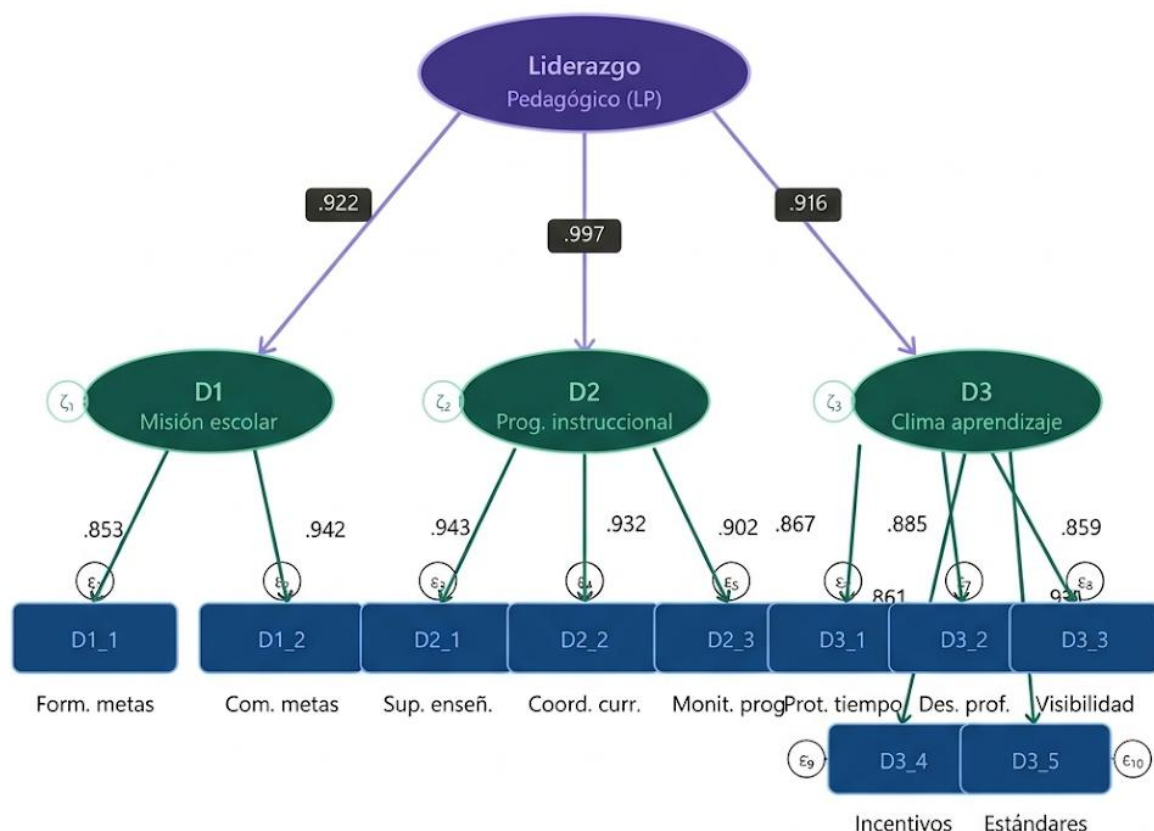 Liderazgo
Pedagógico (LP)
.922
.997
.916
D1
Misión escolar
ζ₁
D2
Prog. instruccional
ζ₂
D3
Clima aprendizaje
ζ₃
.853
.942
.943
.932
.902
.867
.885
.859
.861
ε₃
ε₄
ε₅
ε₇
ε₈
D1_1
D1_2
D2_1
D2_2
D2_3
D3_1
D3_2
D3_3
Form. metas
Com. metas
Sup. enseñ.
Coord. curr.
Monit. prog
Prot. tiempo
Des. prof.
Visibilidad
ε₉
D3_4
D3_5
ε₁₀
Incentivos
Estándares